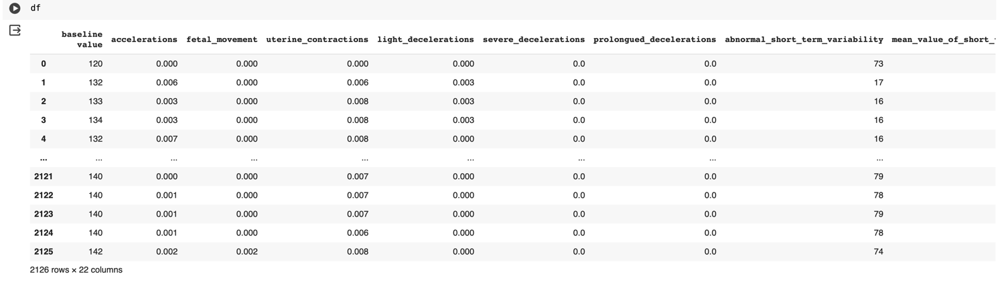 df
baseline value accelerations fetal_movement uterine_contractions light_decelerations severe_decelerations prolongued_decelerations abnormal_short_term_variability mean_value_of_short_
0 120 0.000 0.000 0.000 0.000 0.0 0.0 73
1 132 0.006 0.000 0.006 0.003 0.0 0.0 17
2 133 0.003 0.000 0.008 0.003 0.0 0.0 16
3 134 0.003 0.000 0.008 0.003 0.0 0.0 16
4 132 0.007 0.000 0.008 0.000 0.0 0.0 16
... ... ... ... ... ... ... ... ...
2121 140 0.000 0.000 0.007 0.000 0.0 0.0 79
2122 140 0.001 0.000 0.007 0.000 0.0 0.0 78
2123 140 0.001 0.000 0.007 0.000 0.0 0.0 79
2124 140 0.001 0.000 0.006 0.000 0.0 0.0 78
2125 142 0.002 0.002 0.008 0.000 0.0 0.0 74
2126 rows × 22 columns